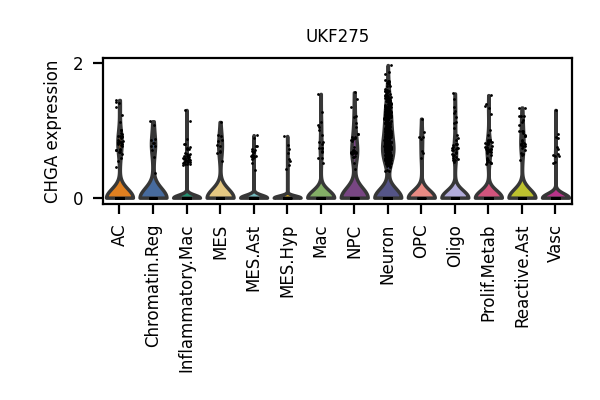 UKF275
CHGA expression
2
0
AC
Chromatin.Reg
Inflammatory.Mac
MES
MES.Ast
MES.Hyp
Mac
NPC
Neuron
OPC
Oligo
Prolif.Metab
Reactive.Ast
Vasc